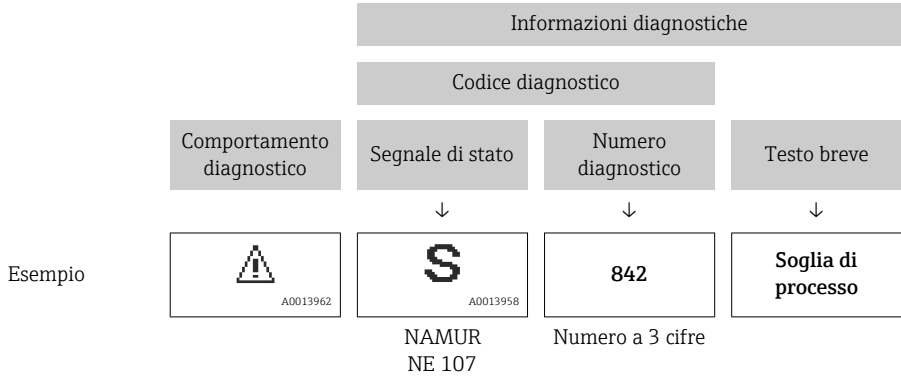 Informazioni diagnostiche
Codice diagnostico
Comportamento
diagnostico
Segnale di stato
Numero
diagnostico
Testo breve
↓ ↓ ↓
Esempio
A0013962
S
A0013958
842
Soglia di
processo
NAMUR
NE 107
Numero a 3 cifre